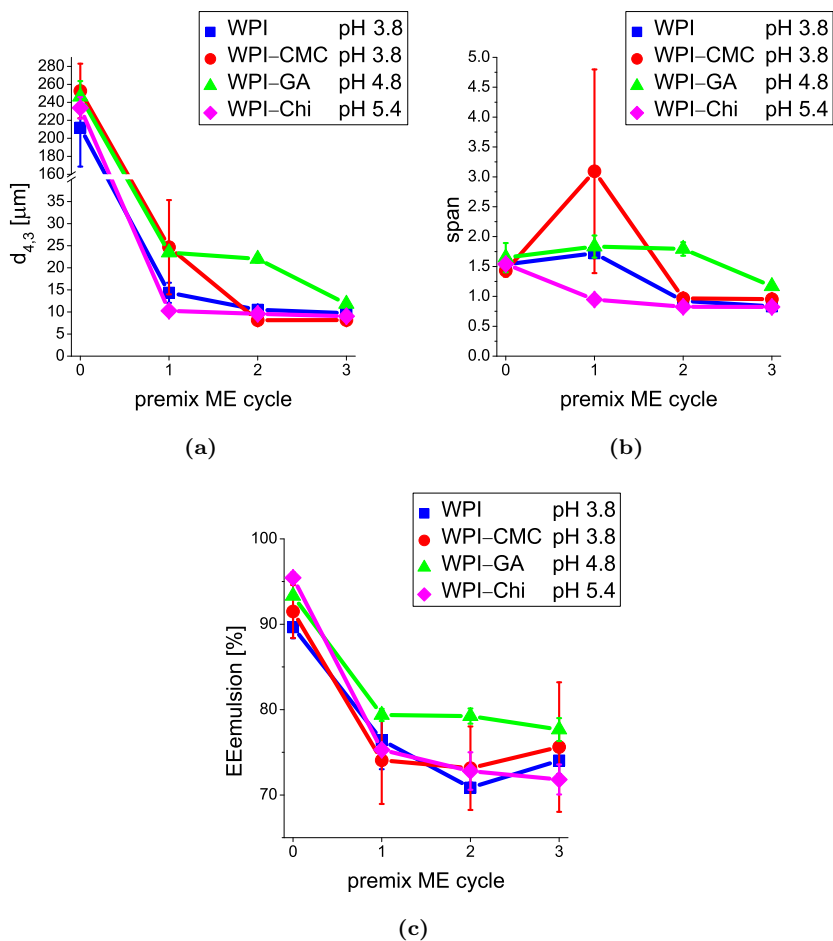 WPI pH 3.8
WPI–CMC pH 3.8
WPI–GA pH 4.8
WPI–Chi pH 5.4
280
260
240
220
200
180
160
35
30
25
20
15
10
5
0
d4,3 [µm]
0 1 2 3
premix ME cycle
(a)
WPI pH 3.8
WPI–CMC pH 3.8
WPI–GA pH 4.8
WPI–Chi pH 5.4
5.0
4.5
4.0
3.5
3.0
2.5
2.0
1.5
1.0
0.5
0.0
span
0 1 2 3
premix ME cycle
(b)
WPI pH 3.8
WPI–CMC pH 3.8
WPI–GA pH 4.8
WPI–Chi pH 5.4
100
90
80
70
EEemulsion [%]
0 1 2 3
premix ME cycle
(c)